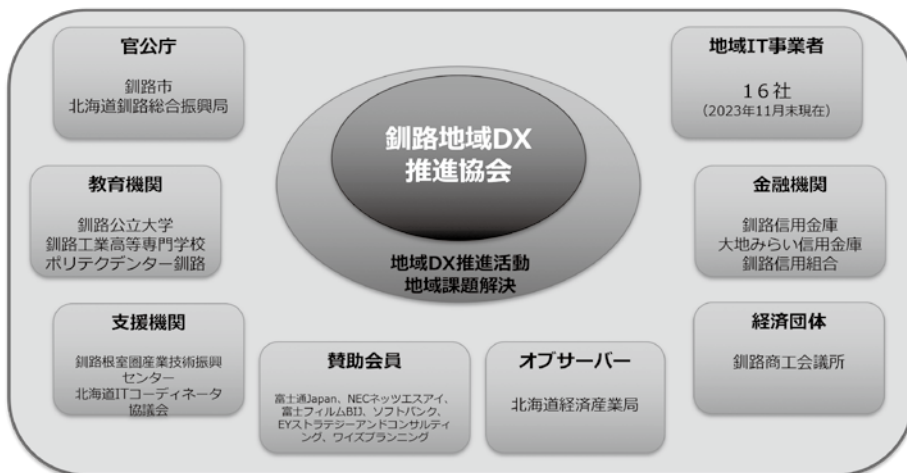 官公庁
釧路市
北海道釧路総合振興局
地域IT事業者
16社
(2023年11月末現在)
釧路地域DX
推進協会
地域DX推進活動
地域課題解決
教育機関
釧路公立大学
釧路工業高等専門学校
ポリテクデンター釧路
金融機関
釧路信用金庫
大地みらい信用金庫
釧路信用組合
支援機関
釧路根室圏産業技術振興
センター
北海道ITコーディネータ
協議会
賛助会員
富士通Japan、NECネッツエスアイ、
富士フィルムBIJ、ソフトバンク、
EYストラテジーアンドコンサルティ
ング、ワイズプランニング
オブサーバー
北海道経済産業局
経済団体
釧路商工会議所